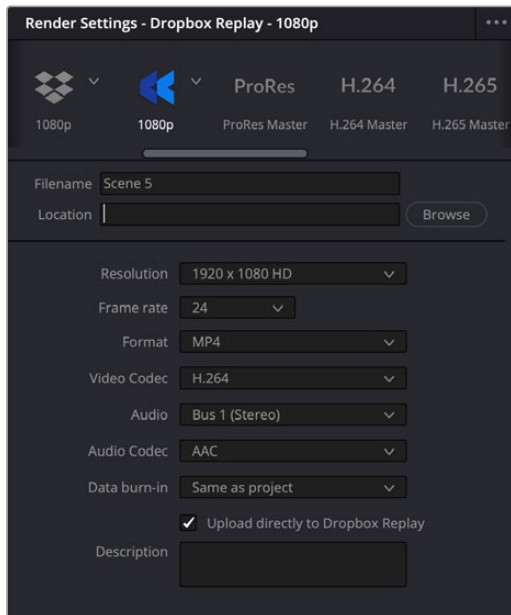 Render Settings - Dropbox Replay - 1080p
ProRes H.264 H.265
1080p 1080p ProRes Master H.264 Master H.265 Master
Filename Scene 5
Location Browse
Resolution 1920 x 1080 HD
Frame rate 24
Format MP4
Video Codec H.264
Audio Bus 1 (Stereo)
Audio Codec AAC
Data burn-in Same as project
Upload directly to Dropbox Replay
Description